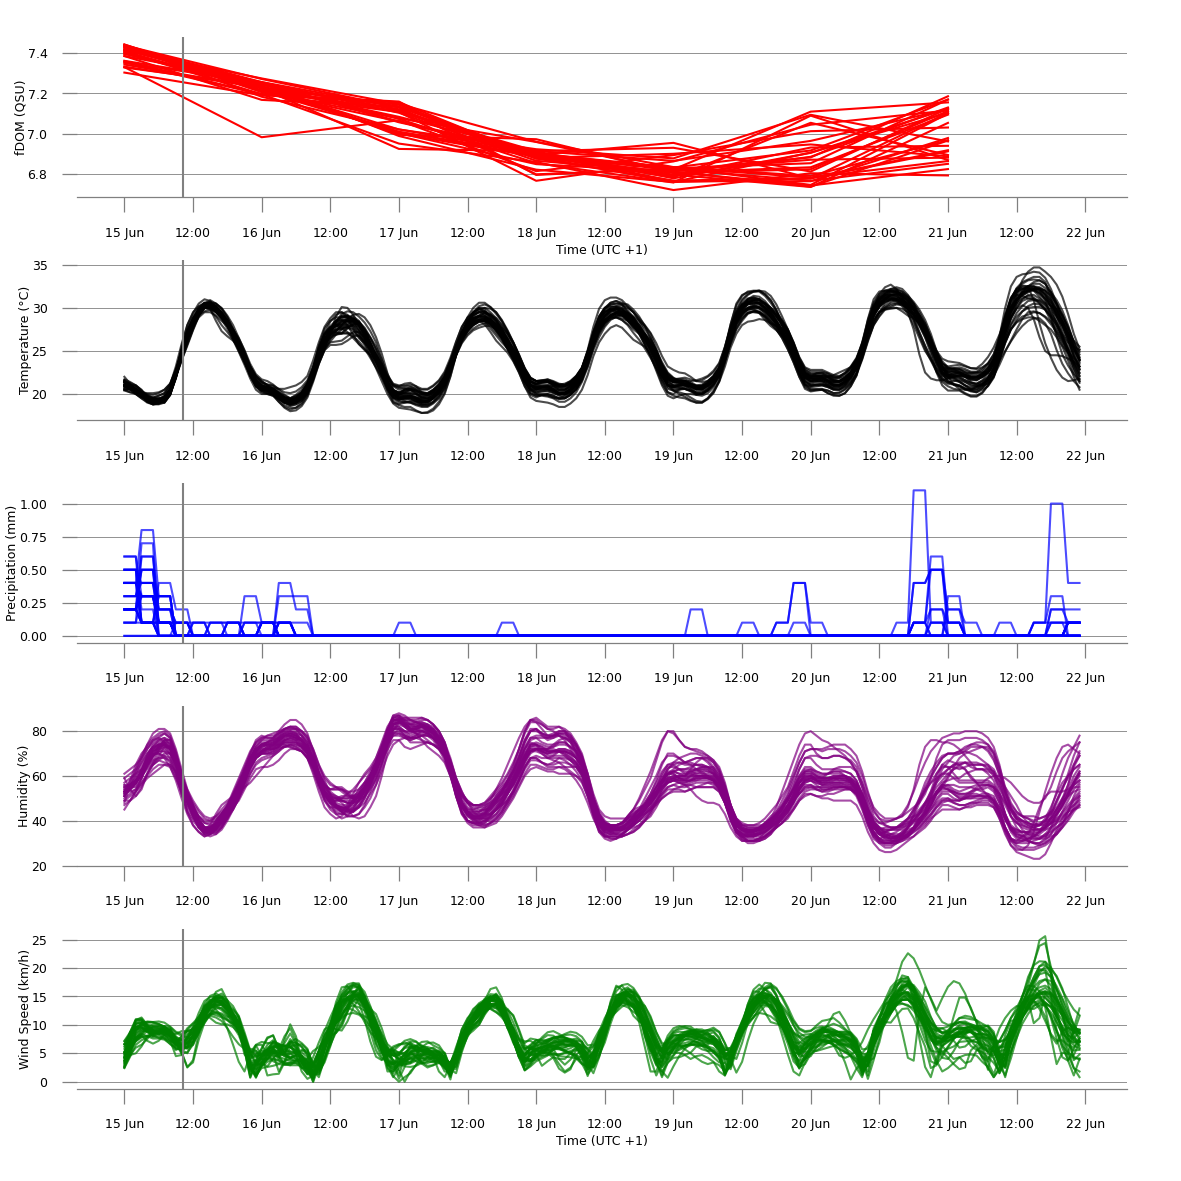 fDOM (QSU)
7.4
7.2
7.0
6.8
15 Jun 12:00 16 Jun 12:00 17 Jun 12:00 18 Jun 12:00 19 Jun 12:00 20 Jun 12:00 21 Jun 12:00 22 Jun
Time (UTC +1)
Temperature (°C)
35
30
25
20
15 Jun 12:00 16 Jun 12:00 17 Jun 12:00 18 Jun 12:00 19 Jun 12:00 20 Jun 12:00 21 Jun 12:00 22 Jun
Precipitation (mm)
1.00
0.75
0.50
0.25
0.00
15 Jun 12:00 16 Jun 12:00 17 Jun 12:00 18 Jun 12:00 19 Jun 12:00 20 Jun 12:00 21 Jun 12:00 22 Jun
Humidity (%)
80
60
40
20
15 Jun 12:00 16 Jun 12:00 17 Jun 12:00 18 Jun 12:00 19 Jun 12:00 20 Jun 12:00 21 Jun 12:00 22 Jun
Wind Speed (km/h)
25
20
15
10
5
0
15 Jun 12:00 16 Jun 12:00 17 Jun 12:00 18 Jun 12:00 19 Jun 12:00 20 Jun 12:00 21 Jun 12:00 22 Jun
Time (UTC +1)